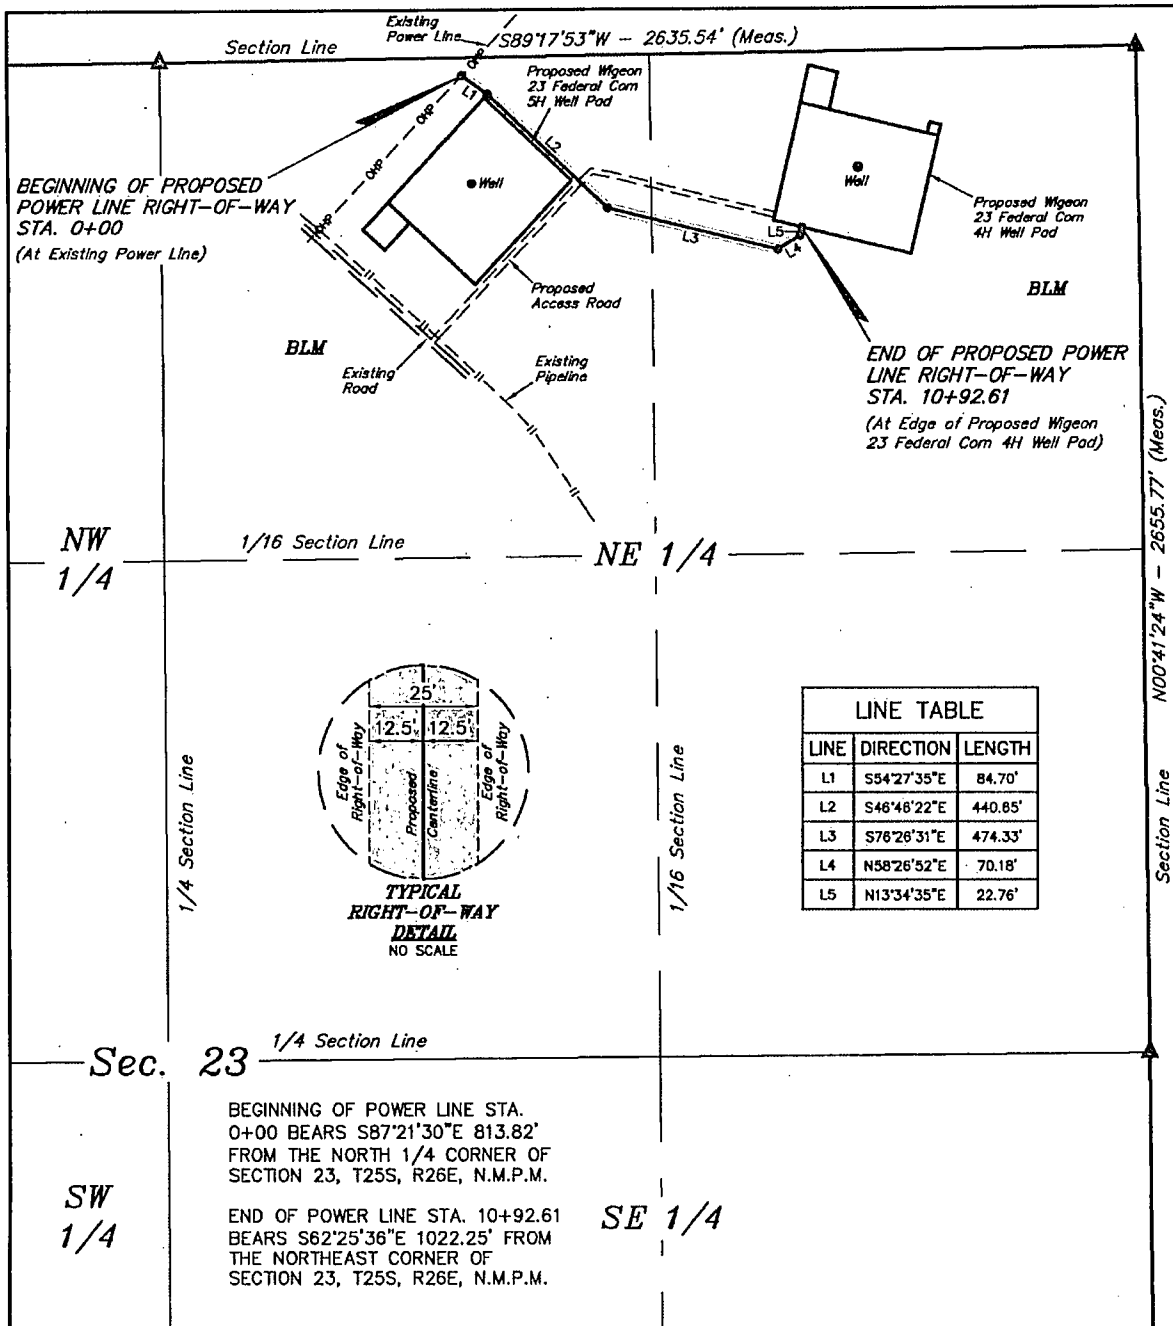 Existing
Power Line
Section Line
S89°17'53"W - 2635.54' (Meas.)
OHP
L1
Proposed Wigeon
23 Federal Com
5H Well Pad
OHP
L2
OHP
Well
Well
BEGINNING OF PROPOSED
POWER LINE RIGHT-OF-WAY
STA. 0+00
(At Existing Power Line)
OHP
Proposed Wigeon
23 Federal Com
4H Well Pad
L5
L3
L4
Proposed
Access Road
BLM
BLM
Existing
Road
Existing
Pipeline
END OF PROPOSED POWER
LINE RIGHT-OF-WAY
STA. 10+92.61
(At Edge of Proposed Wigeon
23 Federal Com 4H Well Pad)
N00°41'24"W - 2655.77' (Meas.)
Section Line
NW
1/4
1/16 Section Line
NE 1/4
1/4 Section Line
25'
12.5'
12.5'
Edge of
Right-of-Way
Proposed
Centerline
Edge of
Right-of-Way
TYPICAL
RIGHT-OF-WAY
DETAIL
NO SCALE
1/16 Section Line
LINE TABLE
LINE DIRECTION LENGTH
L1 S54°27'35"E 84.70'
L2 S46°46'22"E 440.65'
L3 S76°26'31"E 474.33'
L4 N58°26'52"E 70.18'
L5 N13°34'35"E 22.76'
Sec. 23
1/4 Section Line
BEGINNING OF POWER LINE STA.
0+00 BEARS S87°21'30"E 813.82'
FROM THE NORTH 1/4 CORNER OF
SECTION 23, T25S, R26E, N.M.P.M.
END OF POWER LINE STA. 10+92.61
BEARS S62°25'36"E 1022.25' FROM
THE NORTHEAST CORNER OF
SECTION 23, T25S, R26E, N.M.P.M.
SW
1/4
SE 1/4